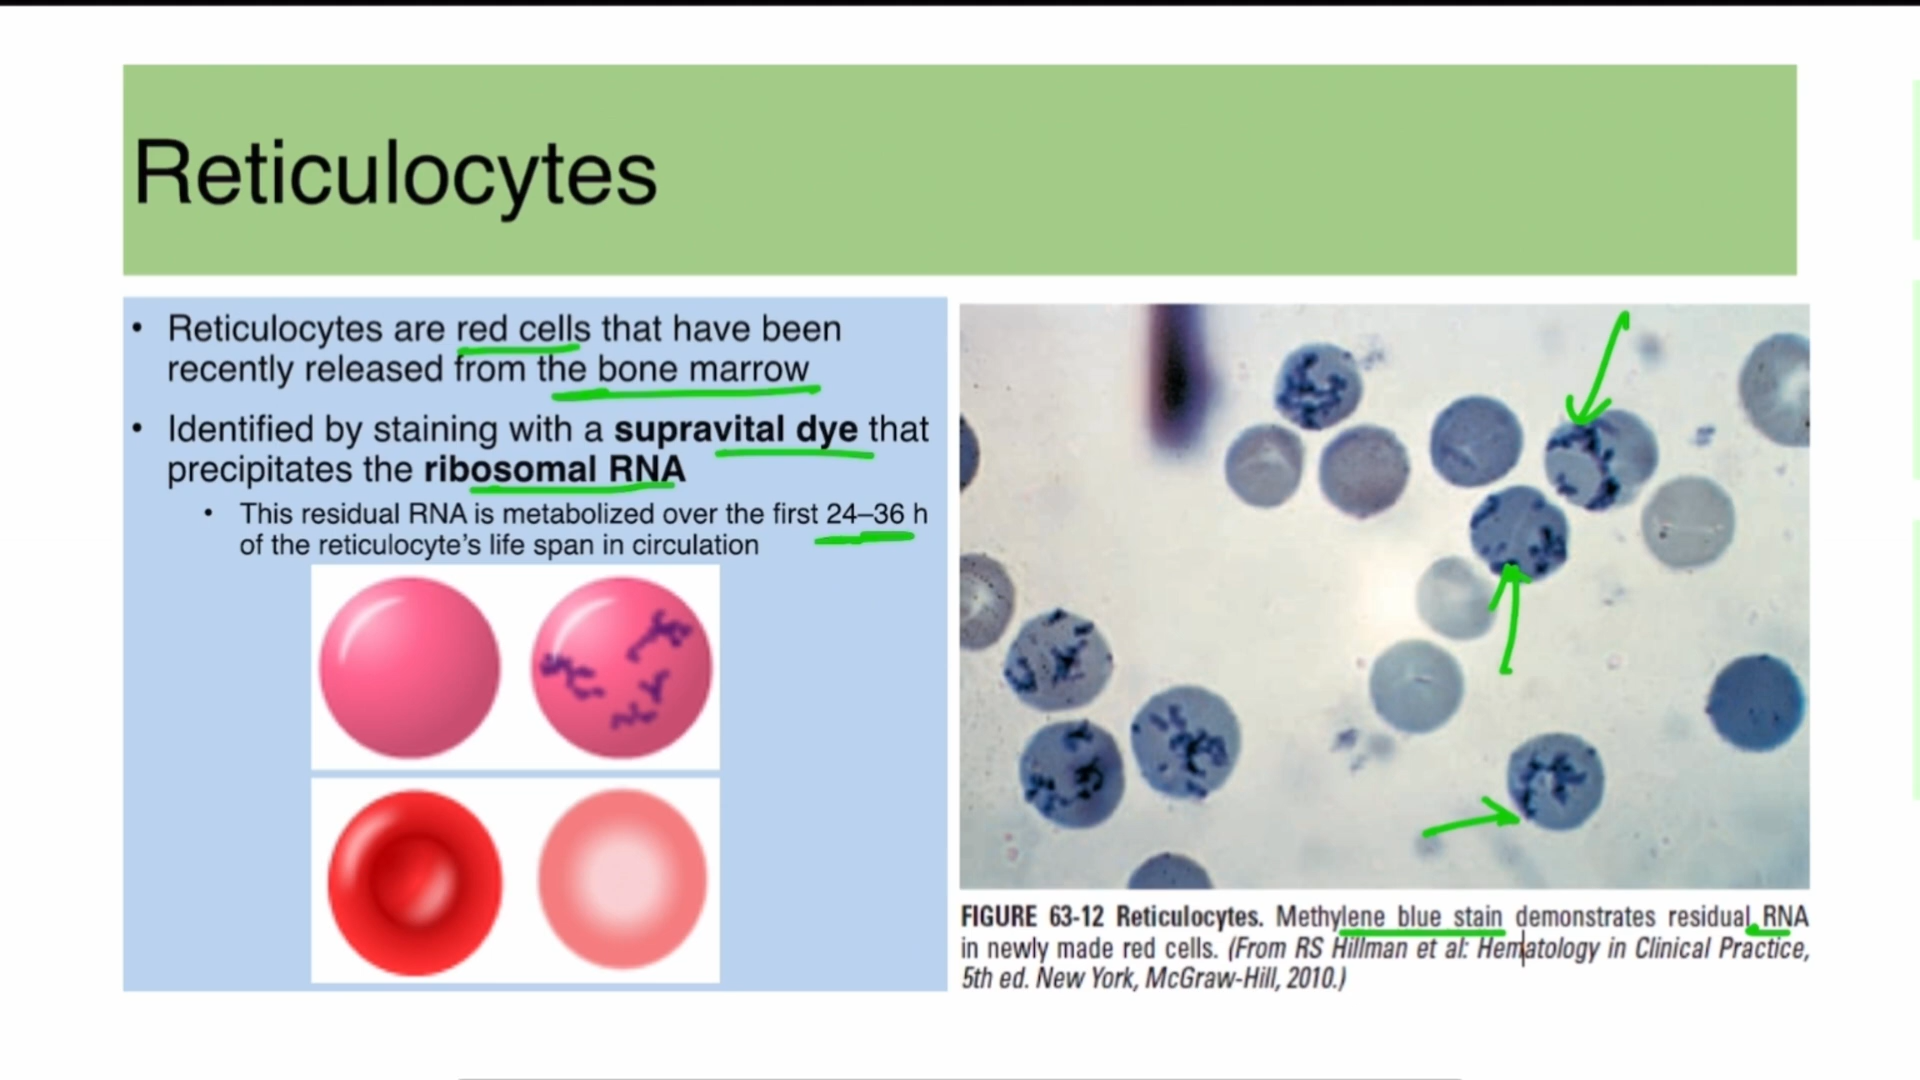 Reticulocytes
• Reticulocytes are red cells that have been
recently released from the bone marrow
• Identified by staining with a supravital dye that
precipitates the ribosomal RNA
• This residual RNA is metabolized over the first 24–36 h
of the reticulocyte's life span in circulation
FIGURE 63-12 Reticulocytes. Methylene blue stain demonstrates residual RNA
in newly made red cells. (From RS Hillman et al: Hematology in Clinical Practice,
5th ed. New York, McGraw-Hill, 2010.)